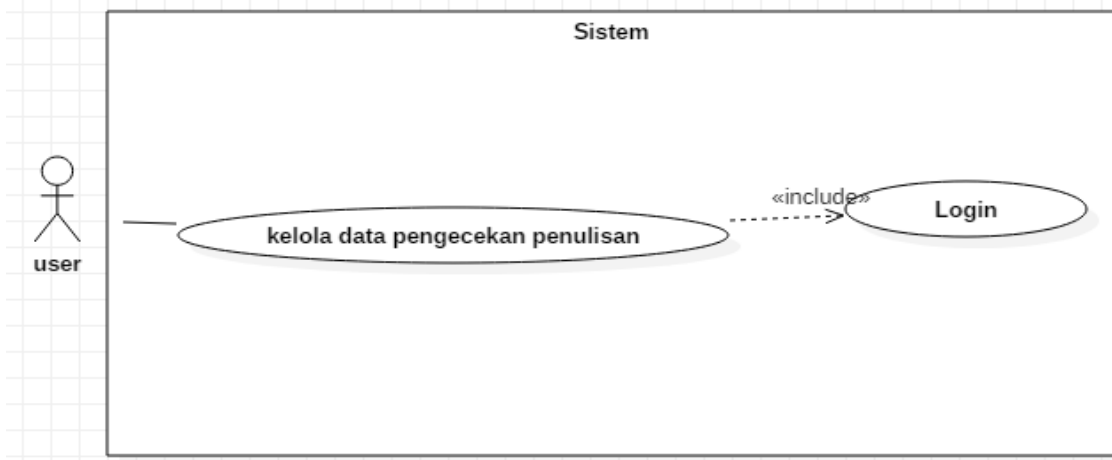 Sistem
«include»
Login
kelola data pengecekan penulisan
user